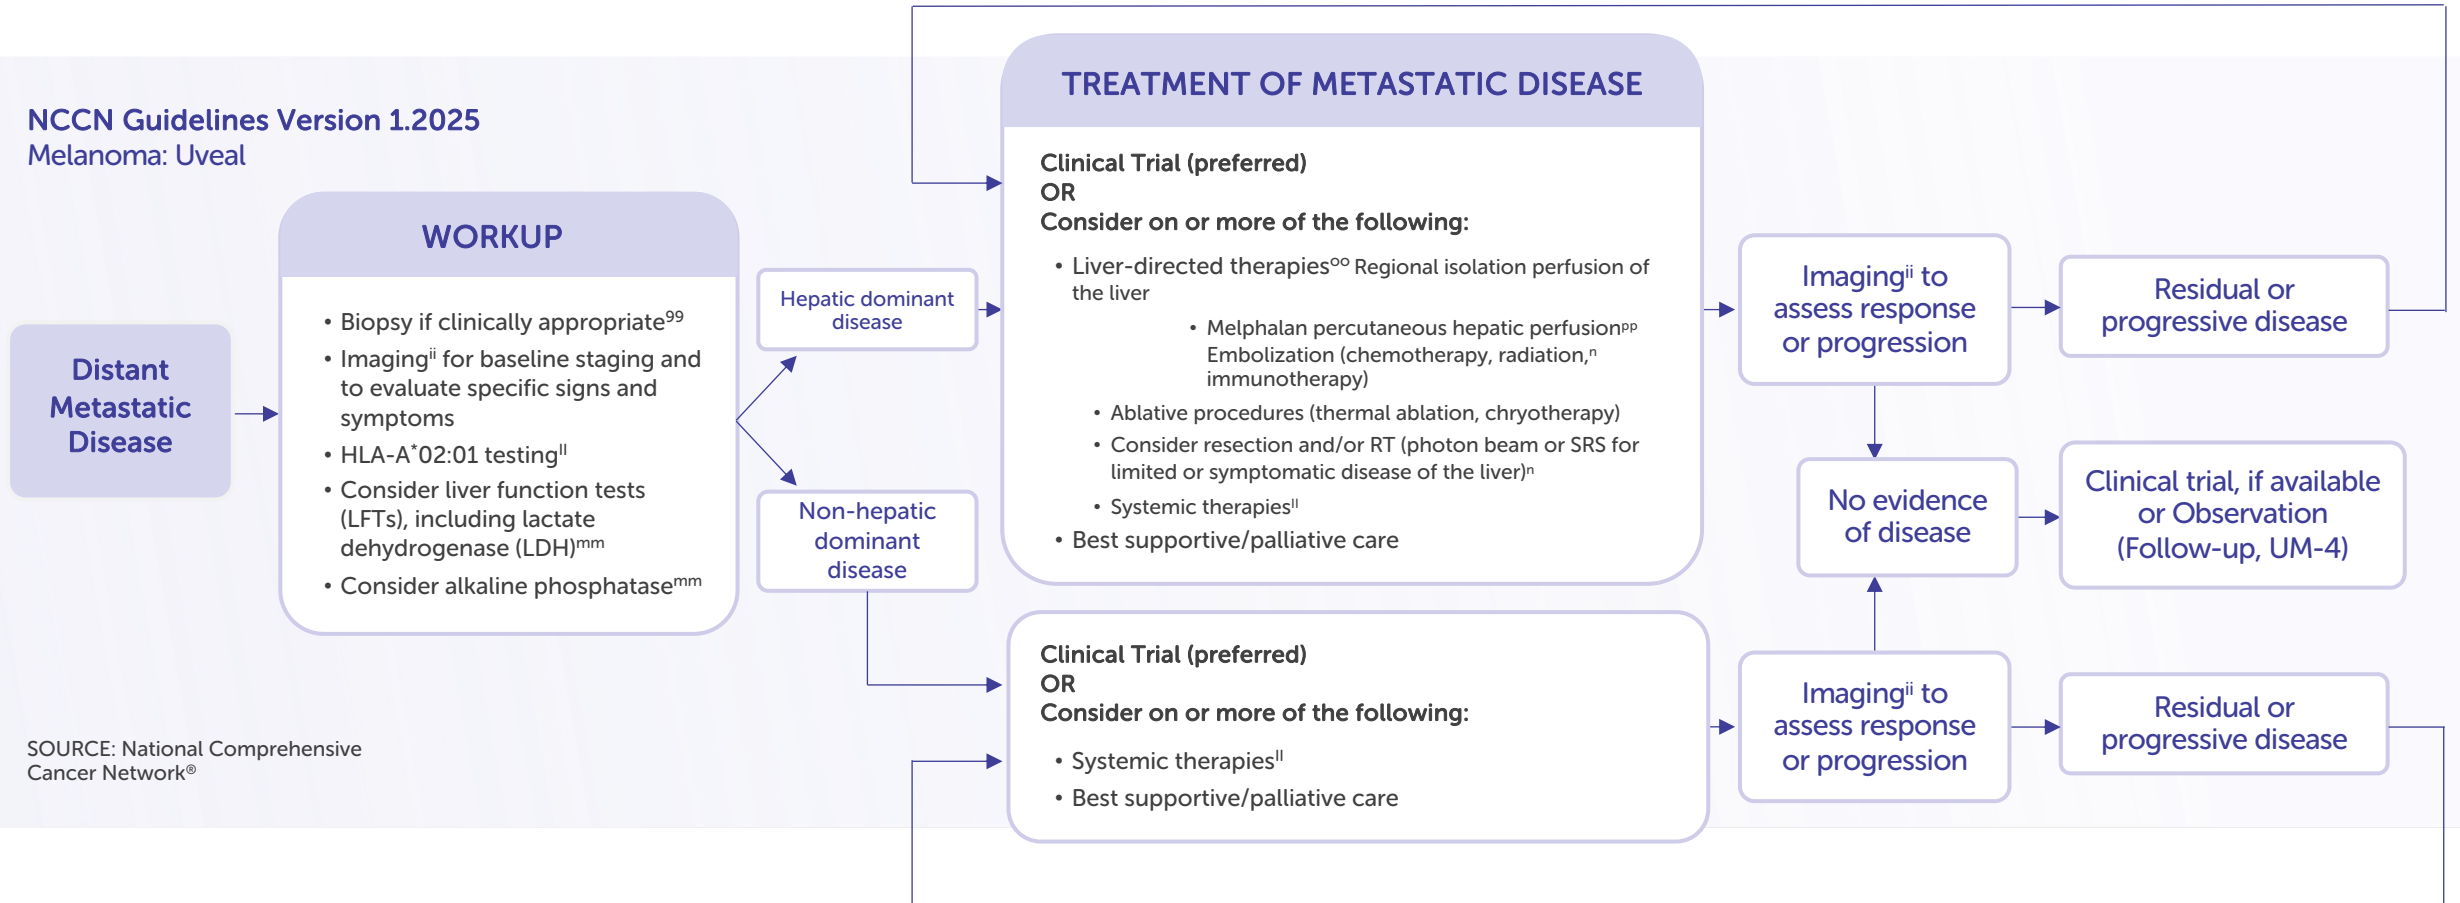 NCCN Guidelines Version 1.2025
Melanoma: Uveal
Distant
Metastatic
Disease
WORKUP
• Biopsy if clinically appropriate99
• Imagingii for baseline staging and
to evaluate specific signs and
symptoms
• HLA-A*02:01 testingII
• Consider liver function tests
(LFTs), including lactate
dehydrogenase (LDH)mm
• Consider alkaline phosphatasemm
Hepatic dominant
disease
Non-hepatic
dominant
disease
TREATMENT OF METASTATIC DISEASE
Clinical Trial (preferred)
OR
Consider on or more of the following:
• Liver-directed therapiesoo Regional isolation perfusion of
the liver
• Melphalan percutaneous hepatic perfusionpp
Embolization (chemotherapy, radiation,n
immunotherapy)
• Ablative procedures (thermal ablation, chryotherapy)
• Consider resection and/or RT (photon beam or SRS for
limited or symptomatic disease of the liver)n
• Systemic therapiesII
• Best supportive/palliative care
Clinical Trial (preferred)
OR
Consider on or more of the following:
• Systemic therapiesII
• Best supportive/palliative care
Imagingii to
assess response
or progression
Residual or
progressive disease
No evidence
of disease
Clinical trial, if available
or Observation
(Follow-up, UM-4)
Imagingii to
assess response
or progression
Residual or
progressive disease
SOURCE: National Comprehensive
Cancer Network®